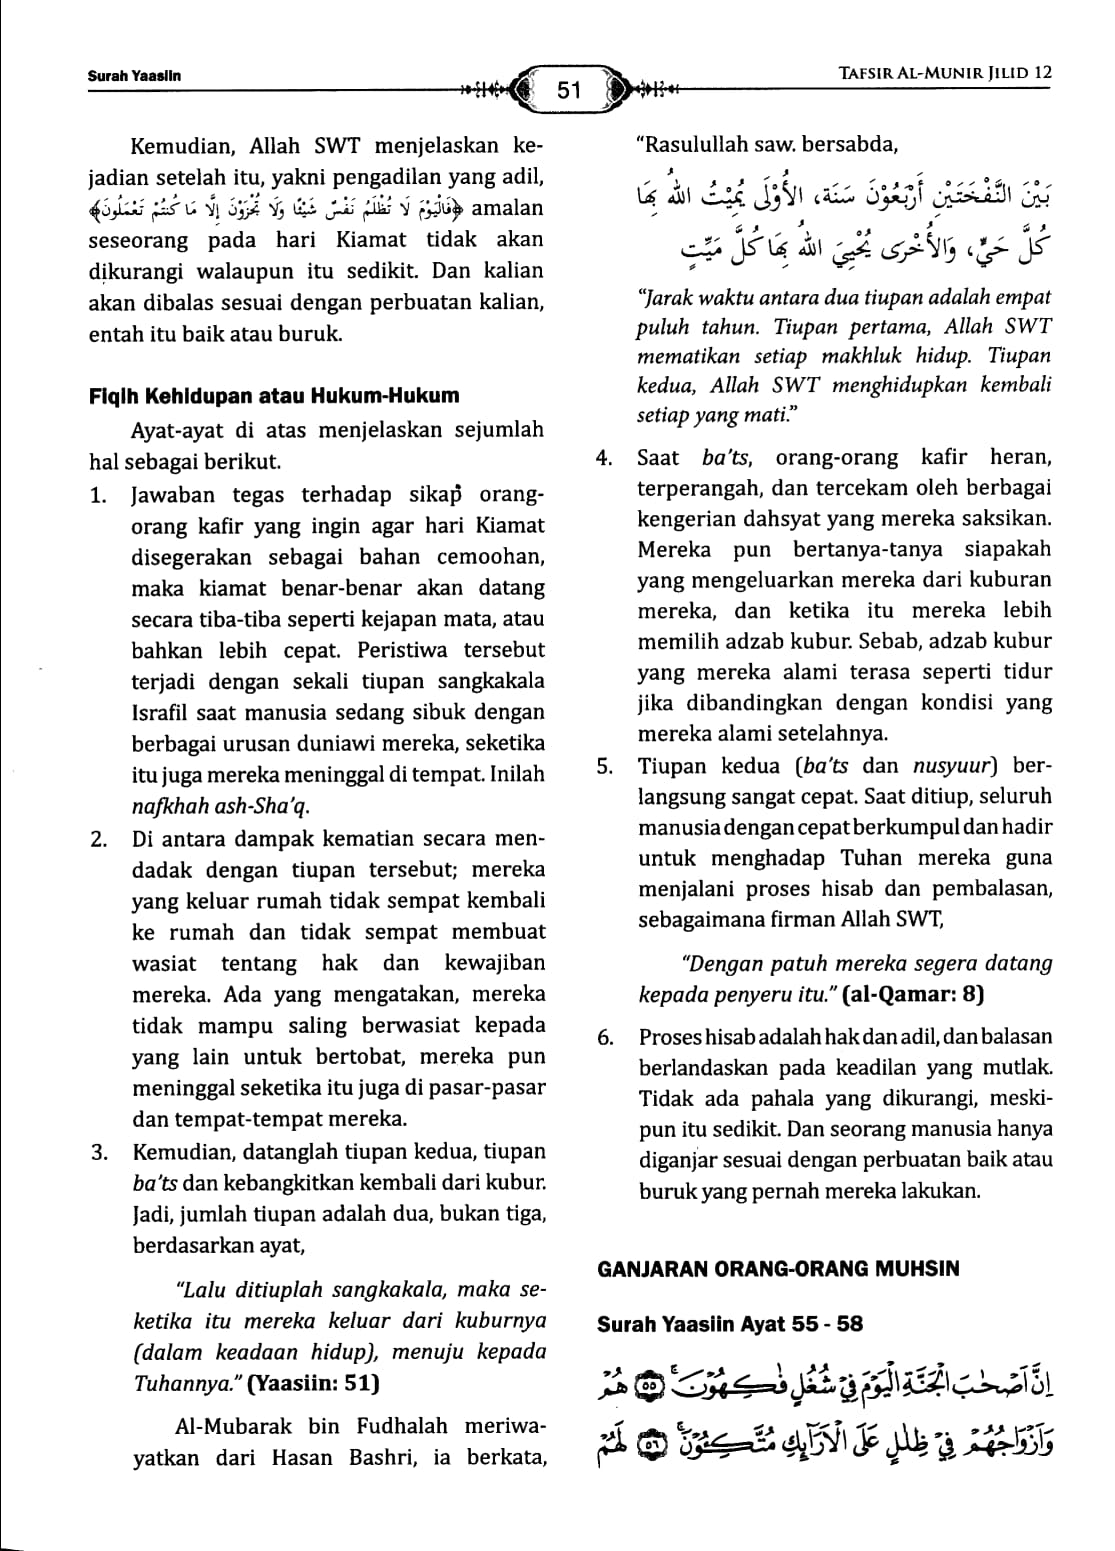 Surah Yaasiin
51
TAFSIR AL-MUNIR JILID 12
Kemudian, Allah SWT menjelaskan ke-
jadian setelah itu, yakni pengadilan yang adil,
﴿فَالْيَوْمَ لَا تُظْلَمُ نَفْسٌ شَيْئًا وَلَا تُجْزَوْنَ إِلَّا مَا كُنتُمْ تَعْمَلُونَ﴾ amalan
seseorang pada hari Kiamat tidak akan
dikurangi walaupun itu sedikit. Dan kalian
akan dibalas sesuai dengan perbuatan kalian,
entah itu baik atau buruk.
Fiqih Kehidupan atau Hukum-Hukum
Ayat-ayat di atas menjelaskan sejumlah
hal sebagai berikut.
1. Jawaban tegas terhadap sikap orang-
orang kafir yang ingin agar hari Kiamat
disegerakan sebagai bahan cemoohan,
maka kiamat benar-benar akan datang
secara tiba-tiba seperti kejapan mata, atau
bahkan lebih cepat. Peristiwa tersebut
terjadi dengan sekali tiupan sangkakala
Israfil saat manusia sedang sibuk dengan
berbagai urusan duniawi mereka, seketika
itu juga mereka meninggal di tempat. Inilah
nafkhah ash-Sha'q.
2. Di antara dampak kematian secara men-
dadak dengan tiupan tersebut; mereka
yang keluar rumah tidak sempat kembali
ke rumah dan tidak sempat membuat
wasiat tentang hak dan kewajiban
mereka. Ada yang mengatakan, mereka
tidak mampu saling berwasiat kepada
yang lain untuk bertobat, mereka pun
meninggal seketika itu juga di pasar-pasar
dan tempat-tempat mereka.
3. Kemudian, datanglah tiupan kedua, tiupan
ba'ts dan kebangkitkan kembali dari kubur.
Jadi, jumlah tiupan adalah dua, bukan tiga,
berdasarkan ayat,
"Lalu ditiuplah sangkakala, maka se-
ketika itu mereka keluar dari kuburnya
(dalam keadaan hidup), menuju kepada
Tuhannya." (Yaasiin: 51)
Al-Mubarak bin Fudhalah meriwa-
yatkan dari Hasan Bashri, ia berkata,
"Rasulullah saw. bersabda,
بَيْنَ النَّفْخَتَيْنِ أَرْبَعُوْنَ سَنَة، الأُوْلَى يُمِيْتُ اللهُ بِهَا
كُلَّ حَيٍّ، وَالْأُخْرَى يُحْيِيَ اللهُ بِهَا كُلَّ مَيِّتٍ
"Jarak waktu antara dua tiupan adalah empat
puluh tahun. Tiupan pertama, Allah SWT
mematikan setiap makhluk hidup. Tiupan
kedua, Allah SWT menghidupkan kembali
setiap yang mati."
4. Saat ba'ts, orang-orang kafir heran,
terperangah, dan tercekam oleh berbagai
kengerian dahsyat yang mereka saksikan.
Mereka pun bertanya-tanya siapakah
yang mengeluarkan mereka dari kuburan
mereka, dan ketika itu mereka lebih
memilih adzab kubur. Sebab, adzab kubur
yang mereka alami terasa seperti tidur
jika dibandingkan dengan kondisi yang
mereka alami setelahnya.
5. Tiupan kedua (ba'ts dan nusyuur) ber-
langsung sangat cepat. Saat ditiup, seluruh
manusia dengan cepat berkumpul dan hadir
untuk menghadap Tuhan mereka guna
menjalani proses hisab dan pembalasan,
sebagaimana firman Allah SWT,
"Dengan patuh mereka segera datang
kepada penyeru itu." (al-Qamar: 8)
6. Proses hisab adalah hak dan adil, dan balasan
berlandaskan pada keadilan yang mutlak.
Tidak ada pahala yang dikurangi, meski-
pun itu sedikit. Dan seorang manusia hanya
diganjar sesuai dengan perbuatan baik atau
buruk yang pernah mereka lakukan.
GANJARAN ORANG-ORANG MUHSIN
Surah Yaasiin Ayat 55 - 58
اِنَّ اَصْحٰبَ الْجَنَّةِ الْيَوْمَ فِيْ شُغُلٍ فٰكِهُوْنَ ۚ ٥٥ هُمْ
وَاَزْوَاجُهُمْ فِيْ ظِلٰلٍ عَلَى الْاَرَاۤىِٕكِ مُتَّكِـُٔوْنَ ۚ ٥٦ لَهُمْ